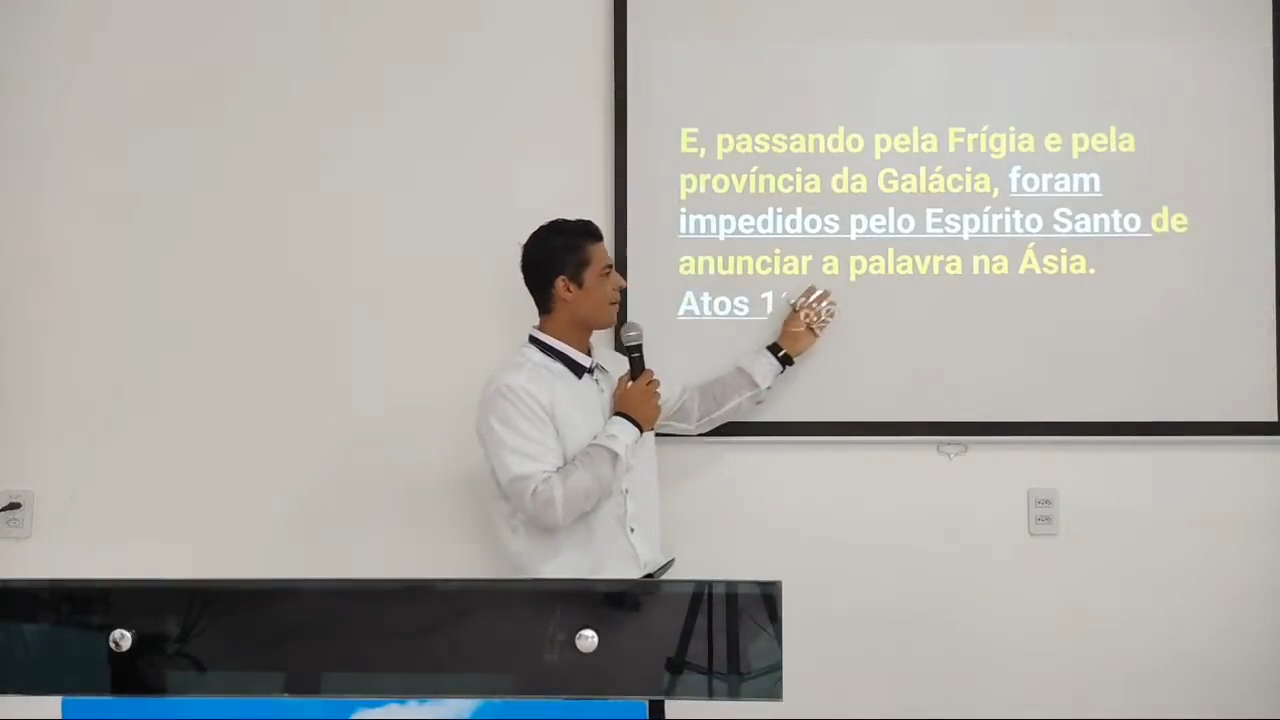 E, passando pela Frígia e pela
província da Galácia, foram
impedidos pelo Espírito Santo de
anunciar a palavra na Ásia.
Atos